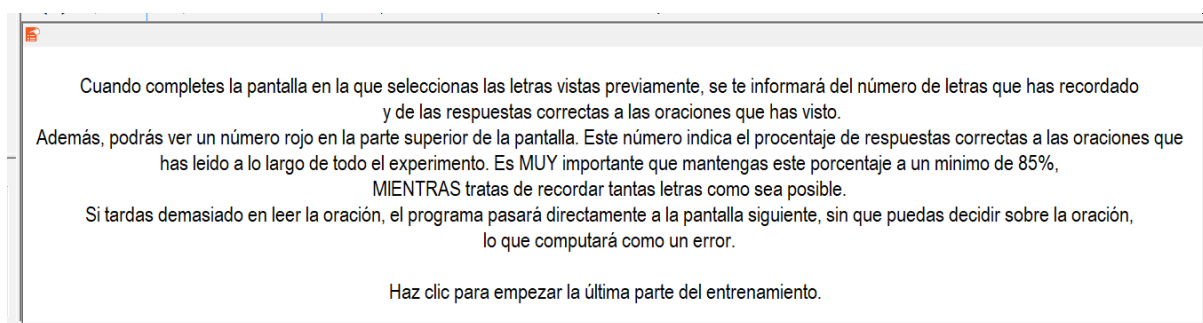 Cuando completes la pantalla en la que seleccionas las letras vistas previamente, se te informará del número de letras que has recordado
y de las respuestas correctas a las oraciones que has visto.
Además, podrás ver un número rojo en la parte superior de la pantalla. Este número indica el procentaje de respuestas correctas a las oraciones que
has leido a lo largo de todo el experimento. Es MUY importante que mantengas este porcentaje a un minimo de 85%,
MIENTRAS tratas de recordar tantas letras como sea posible.
Si tardas demasiado en leer la oración, el programa pasará directamente a la pantalla siguiente, sin que puedas decidir sobre la oración,
lo que computará como un error.
Haz clic para empezar la última parte del entrenamiento.